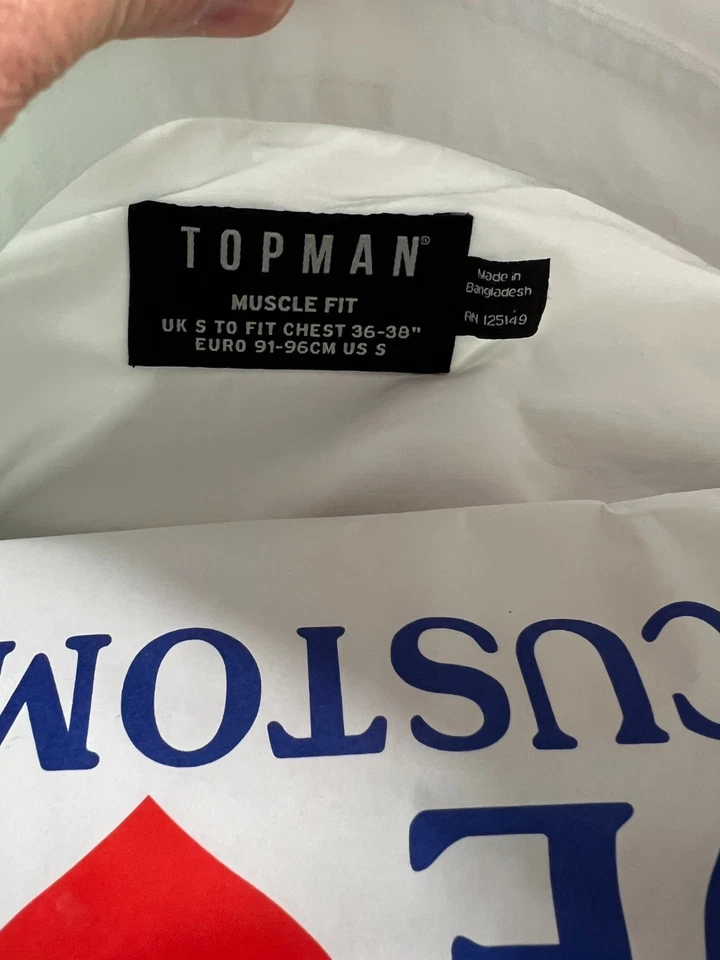 TOPMAN®
MUSCLE FIT
UK S TO FIT CHEST 36-38"
EURO 91-96CM US S
Made in
Bangladesh
RN 125149
CUSTOM